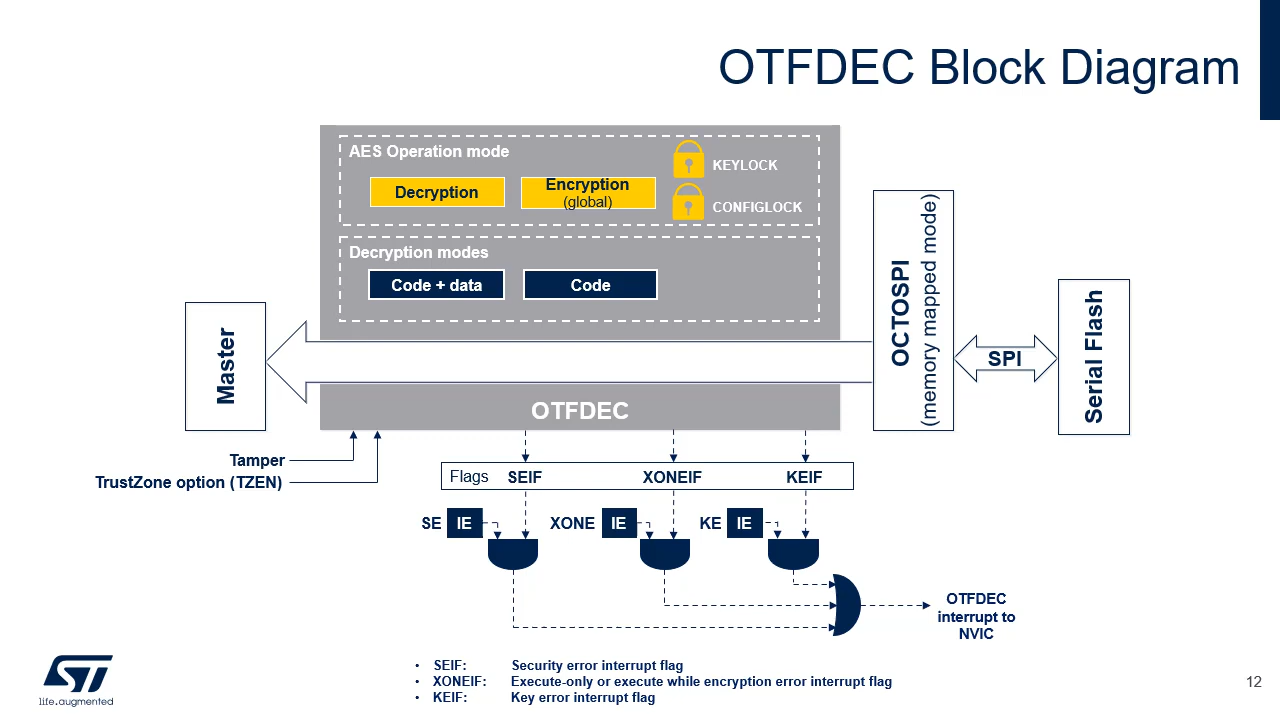 OTFDEC Block Diagram
AES Operation mode
KEYLOCK
Decryption
Encryption
(global)
CONFIGLOCK
Decryption modes
Code + data
Code
Master
OCTOSPI
(memory mapped mode)
SPI
Serial Flash
OTFDEC
Tamper
TrustZone option (TZEN)
Flags SEIF XONEIF KEIF
SE IE XONE IE KE IE
OTFDEC
interrupt to
NVIC
• SEIF: Security error interrupt flag
• XONEIF: Execute-only or execute while encryption error interrupt flag
• KEIF: Key error interrupt flag
ST
life.augmented
12